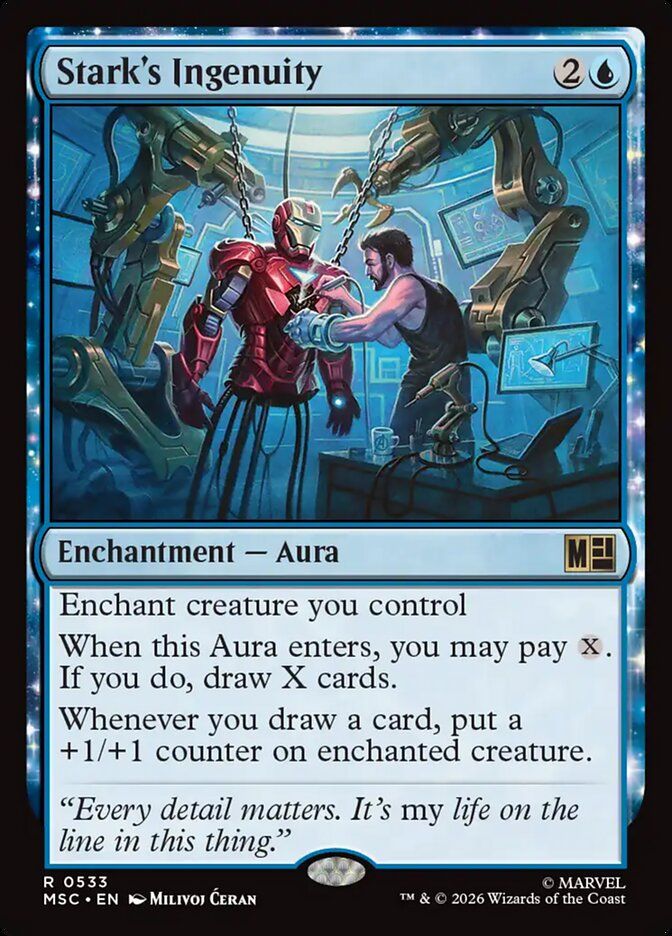 Stark's Ingenuity 2
Enchantment — Aura
Enchant creature you control
When this Aura enters, you may pay X.
If you do, draw X cards.
Whenever you draw a card, put a
+1/+1 counter on enchanted creature.
“Every detail matters. It's my life on the
line in this thing.”
R 0533
MSC • EN Milivoj Ćeran
© MARVEL
™ & © 2026 Wizards of the Coast